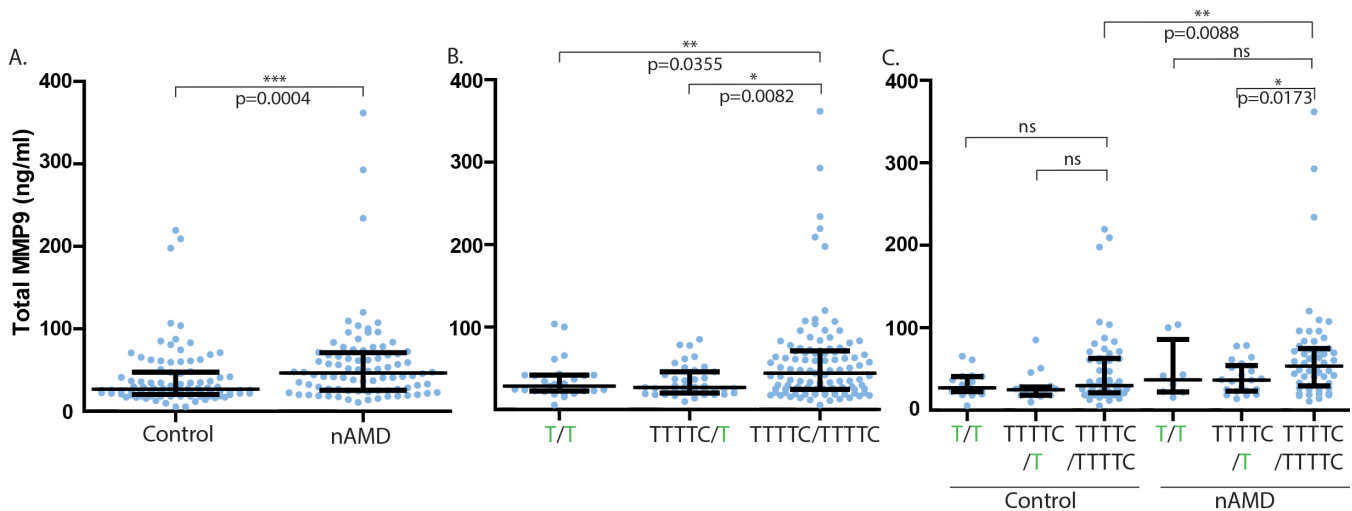 A.
Total MMP9 (ng/ml)
400
300
200
100
0
***
p=0.0004
Control
nAMD
B.
400
300
200
100
**
p=0.0355
*
p=0.0082
T/T
TTTTC/T
TTTTC/TTTTC
C.
400
300
200
100
0
**
p=0.0088
ns
*
p=0.0173
ns
ns
T/T
TTTTC
/T
TTTTC
/TTTTC
T/T
TTTTC
/T
TTTTC
/TTTTC
Control
nAMD